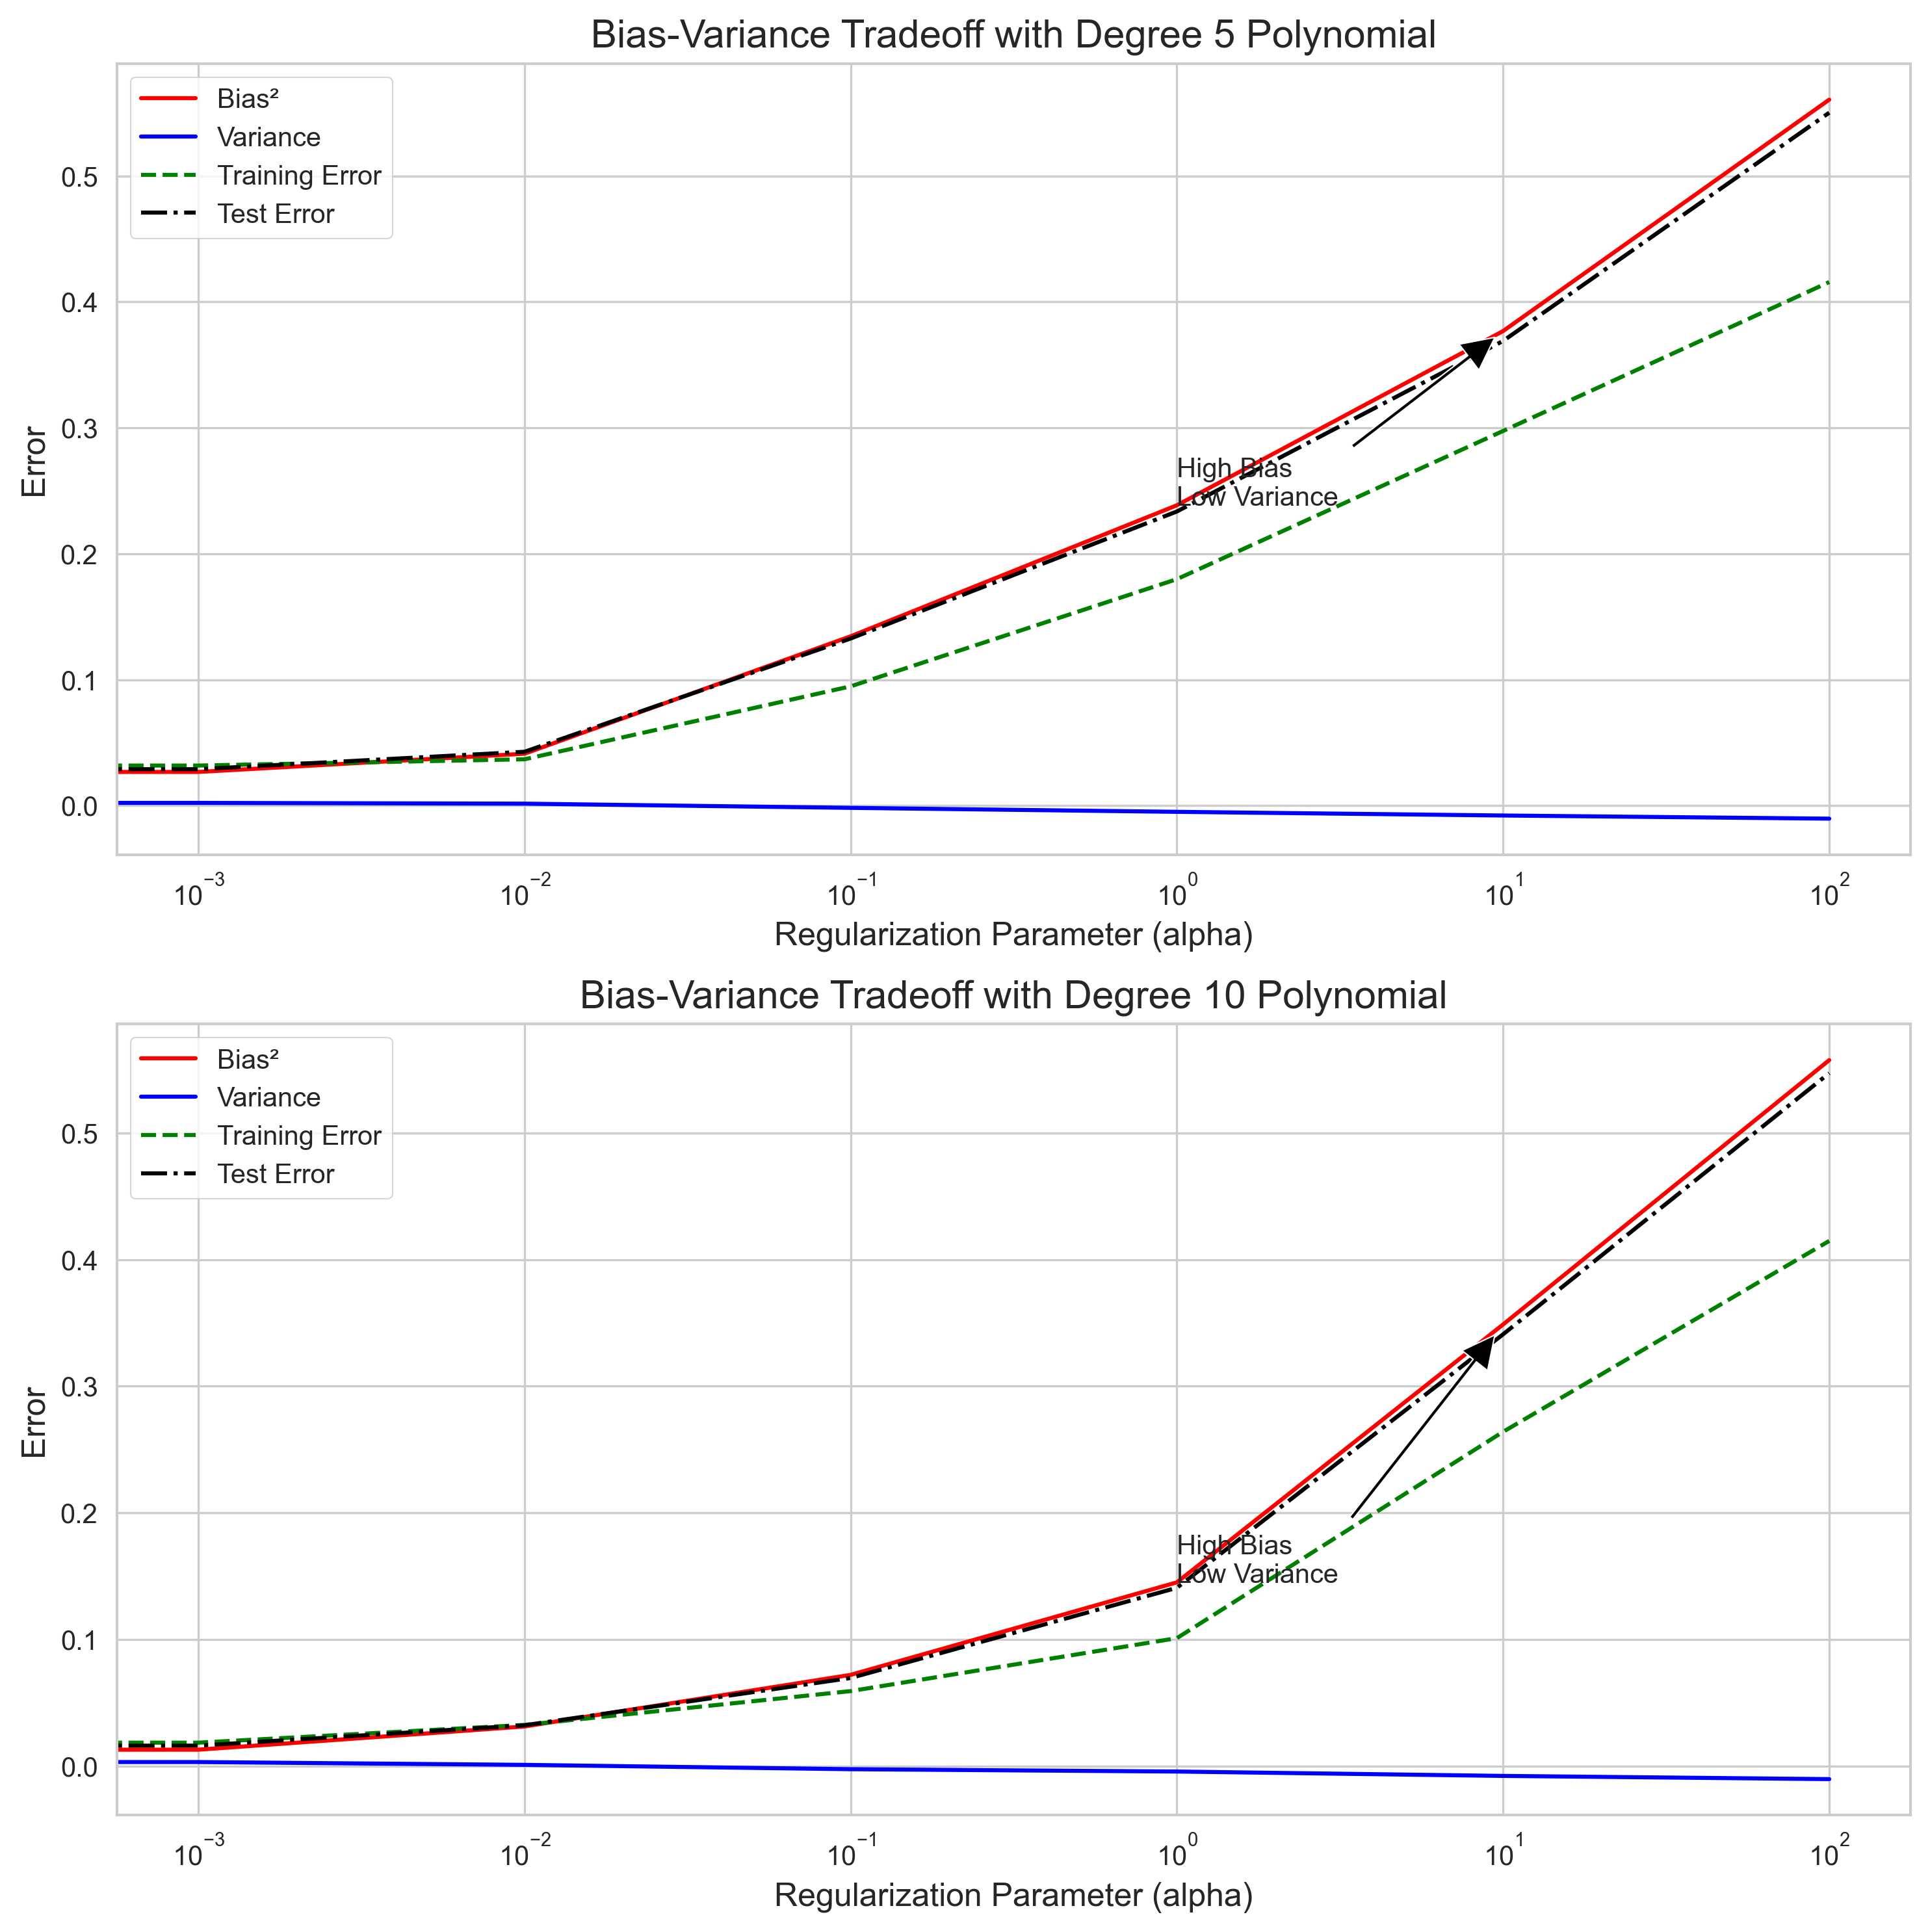 Bias-Variance Tradeoff with Degree 5 Polynomial
Bias²
Variance
Training Error
Test Error
Error
0.5
0.4
0.3
0.2
0.1
0.0
High Bias
Low Variance
10⁻³ 10⁻² 10⁻¹ 10⁰ 10¹ 10²
Regularization Parameter (alpha)
Bias-Variance Tradeoff with Degree 10 Polynomial
Bias²
Variance
Training Error
Test Error
Error
0.5
0.4
0.3
0.2
0.1
0.0
High Bias
Low Variance
10⁻³ 10⁻² 10⁻¹ 10⁰ 10¹ 10²
Regularization Parameter (alpha)